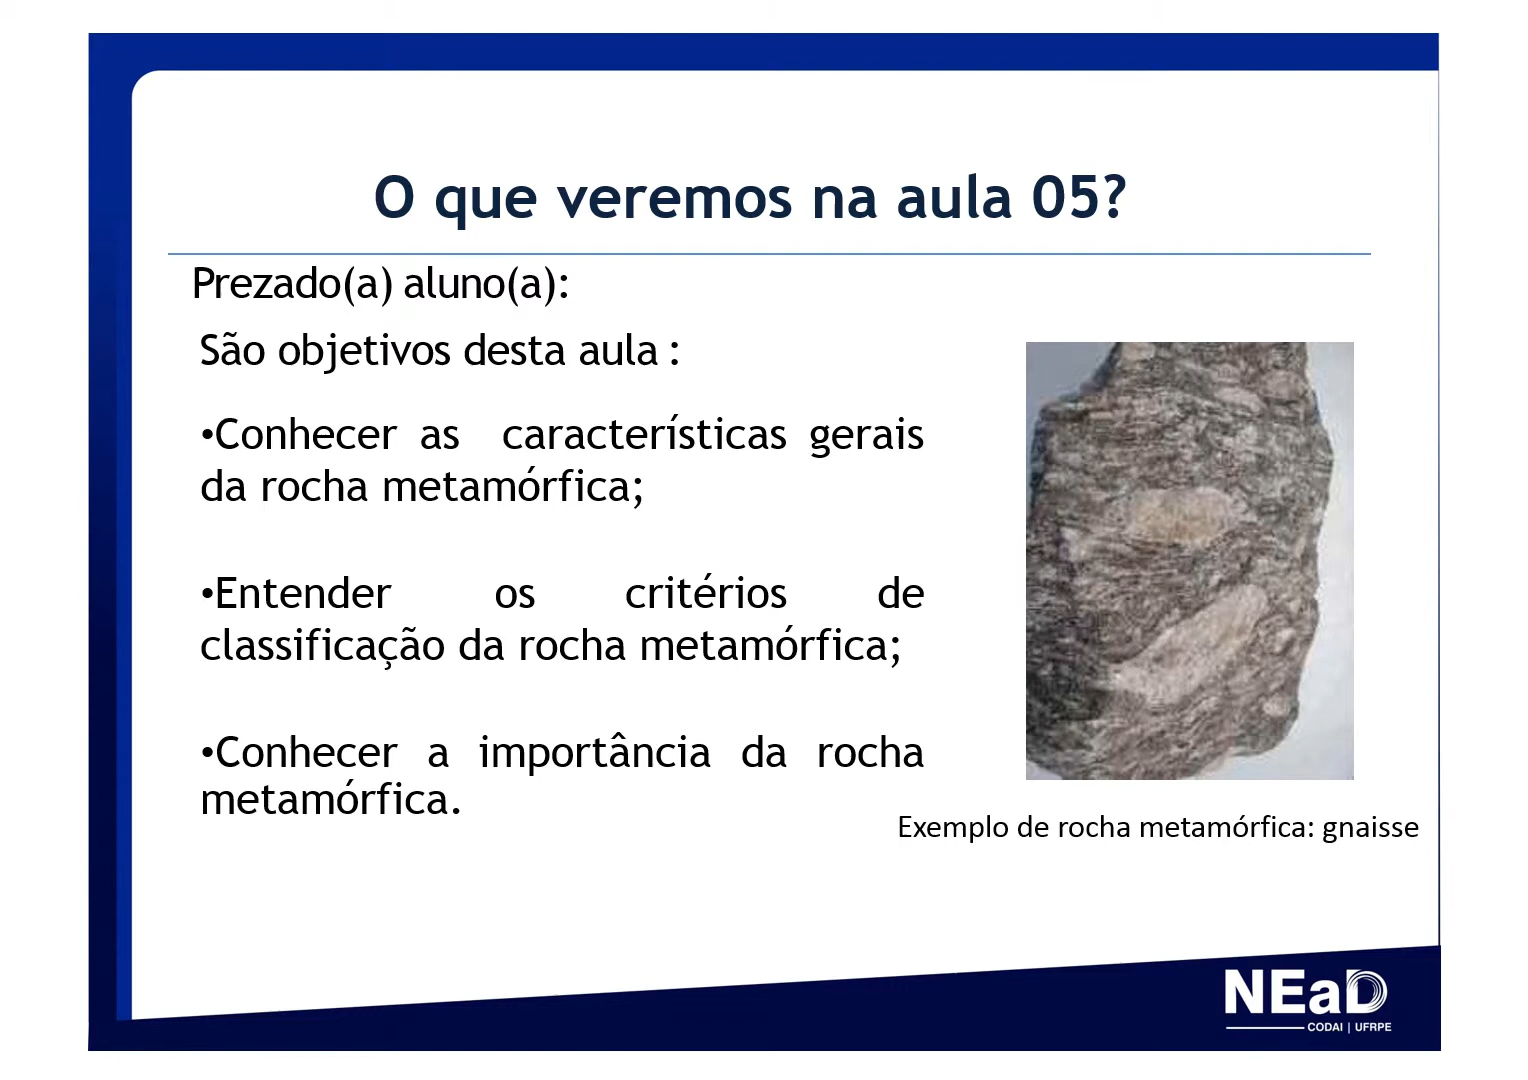 O que veremos na aula 05?
Prezado(a) aluno(a):
São objetivos desta aula :
•Conhecer as características gerais
da rocha metamórfica;
•Entender os critérios de
classificação da rocha metamórfica;
•Conhecer a importância da rocha
metamórfica.
Exemplo de rocha metamórfica: gnaisse
NEaD
CODAI | UFRPE